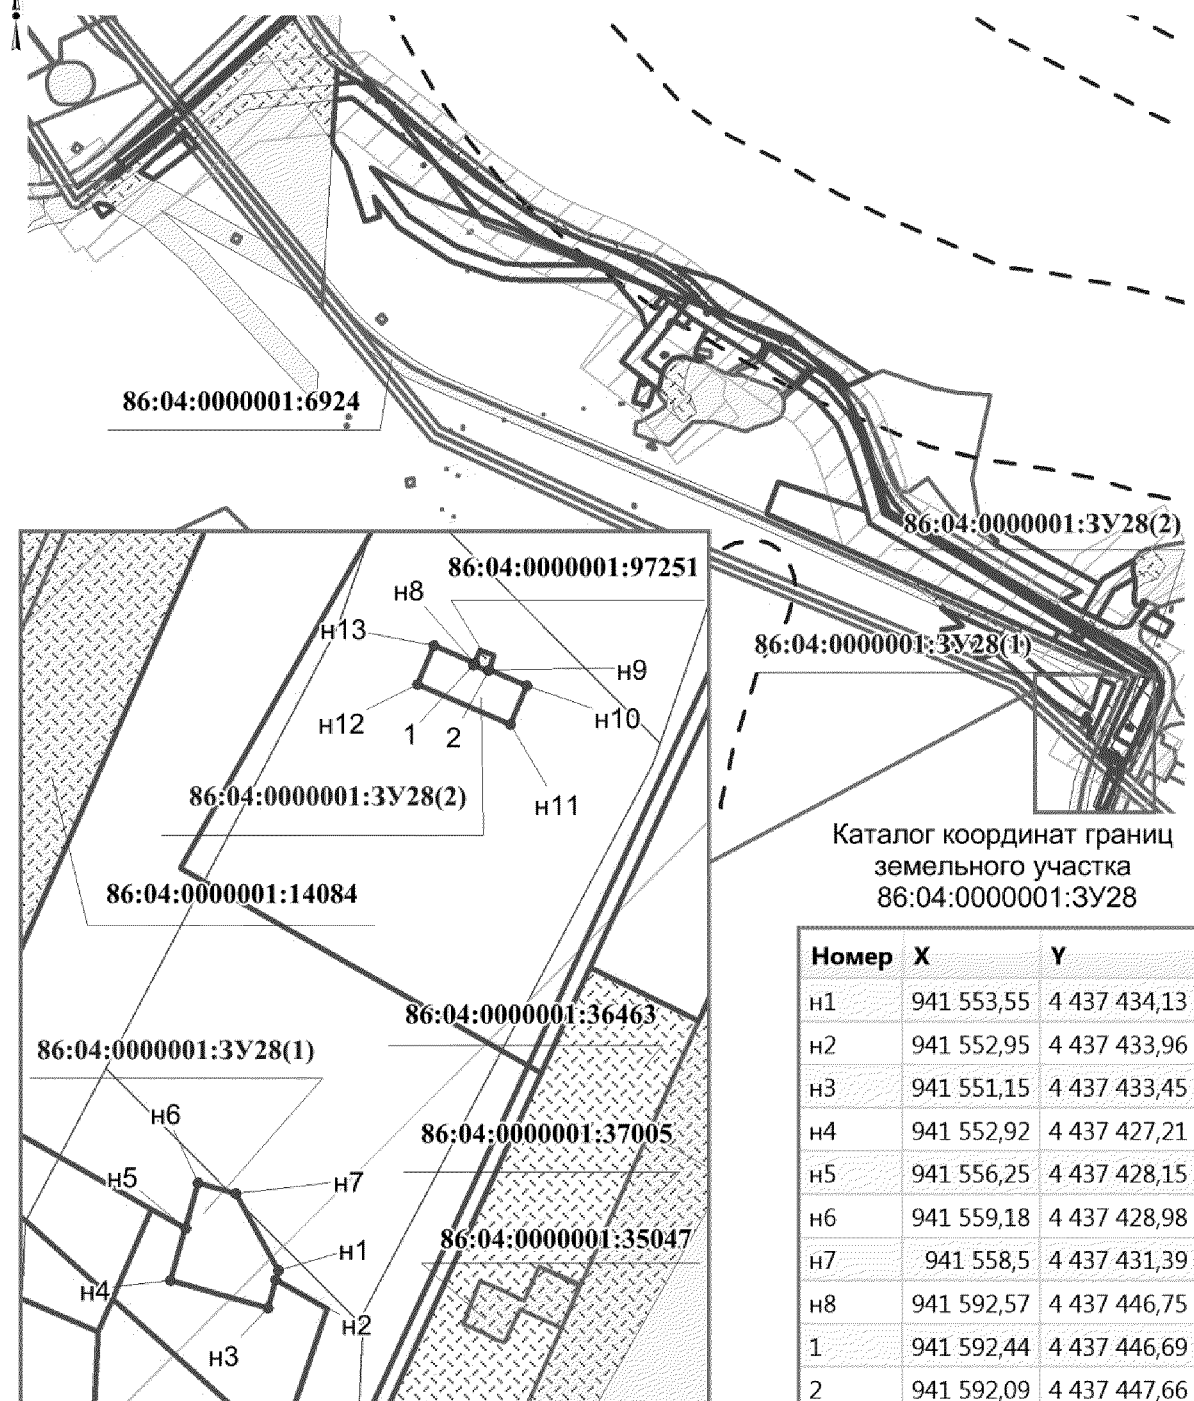 86:04:0000001:6924
86:04:0000001:ЗУ28(2)
86:04:0000001:97251
н8
н13
86:04:0000001:ЗУ28(1)
н9
н12
1
2
н10
86:04:0000001:ЗУ28(2)
н11
86:04:0000001:14084
86:04:0000001:36463
86:04:0000001:ЗУ28(1)
н6
86:04:0000001:37005
н5
н7
86:04:0000001:35047
н1
н4
н2
н3
Каталог координат границ
земельного участка
86:04:0000001:ЗУ28
Номер X Y
н1 941 553,55 4 437 434,13
н2 941 552,95 4 437 433,96
н3 941 551,15 4 437 433,45
н4 941 552,92 4 437 427,21
н5 941 556,25 4 437 428,15
н6 941 559,18 4 437 428,98
н7 941 558,5 4 437 431,39
н8 941 592,57 4 437 446,75
1 941 592,44 4 437 446,69
2 941 592,09 4 437 447,66